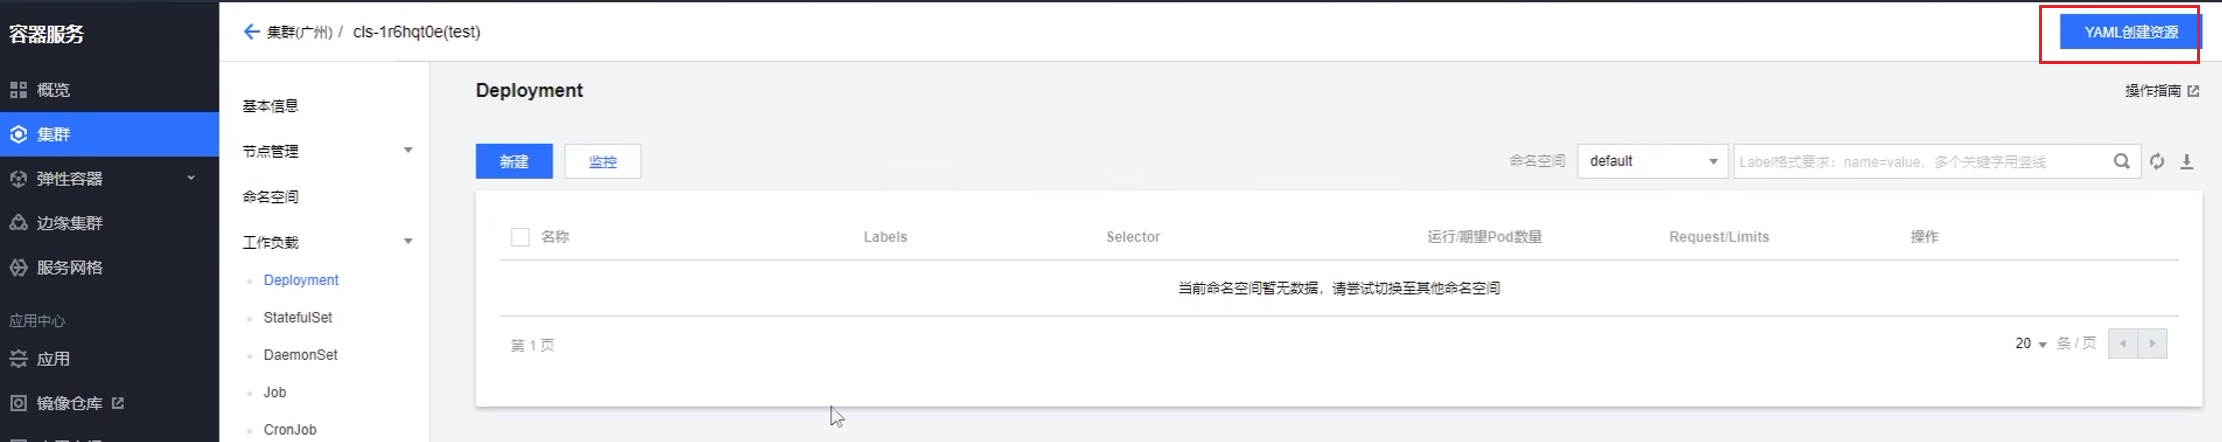 容器服务
概览
集群
弹性容器
边缘集群
服务网格
应用中心
应用
镜像仓库
集群(广州) / cls-1r6hqt0e(test)
YAML创建资源
基本信息
节点管理
命名空间
工作负载
Deployment
StatefulSet
DaemonSet
Job
CronJob
Deployment
操作指南
新建 监控
命名空间 default Label格式要求：name=value，多个关键字用竖线
名称 Labels Selector 运行/期望Pod数量 Request/Limits 操作
当前命名空间暂无数据，请尝试切换至其他命名空间
第 1 页 20 条 / 页